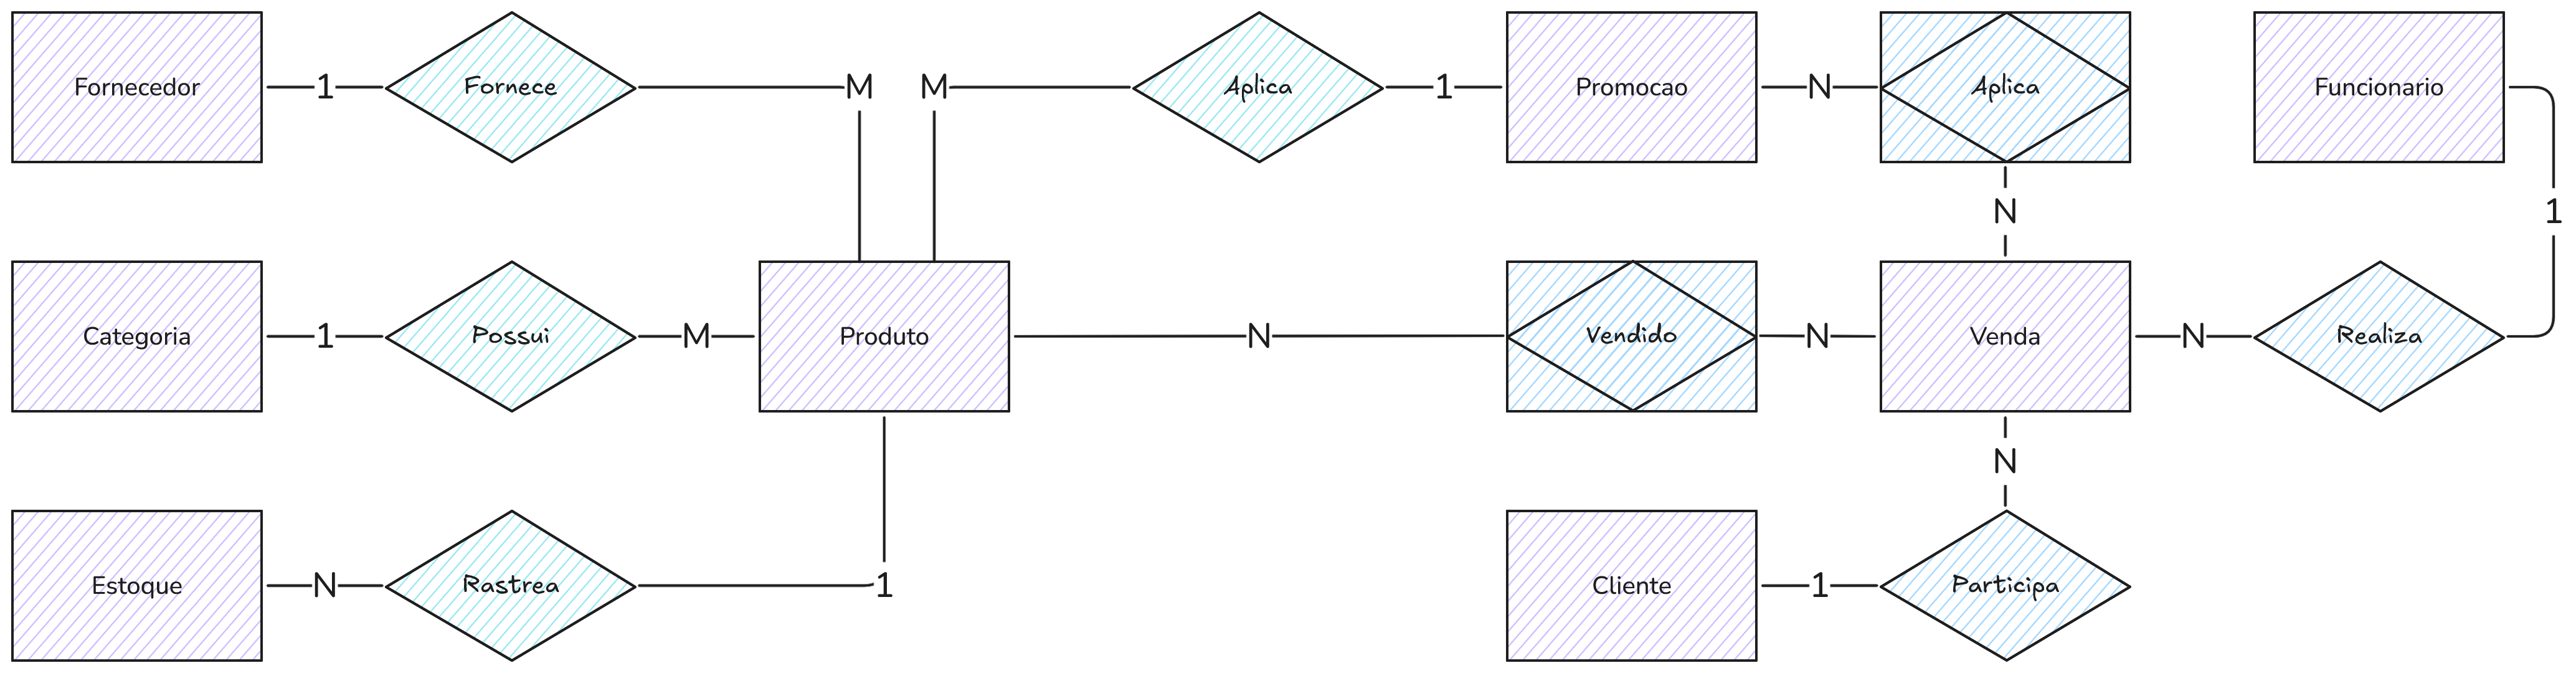 Fornecedor
1
Fornece
M
M
Aplica
1
Promocao
N
Aplica
Funcionario
N
1
Categoria
1
Possui
M
Produto
N
Vendido
N
Venda
N
Realiza
N
Estoque
N
Rastrea
1
Cliente
1
Participa